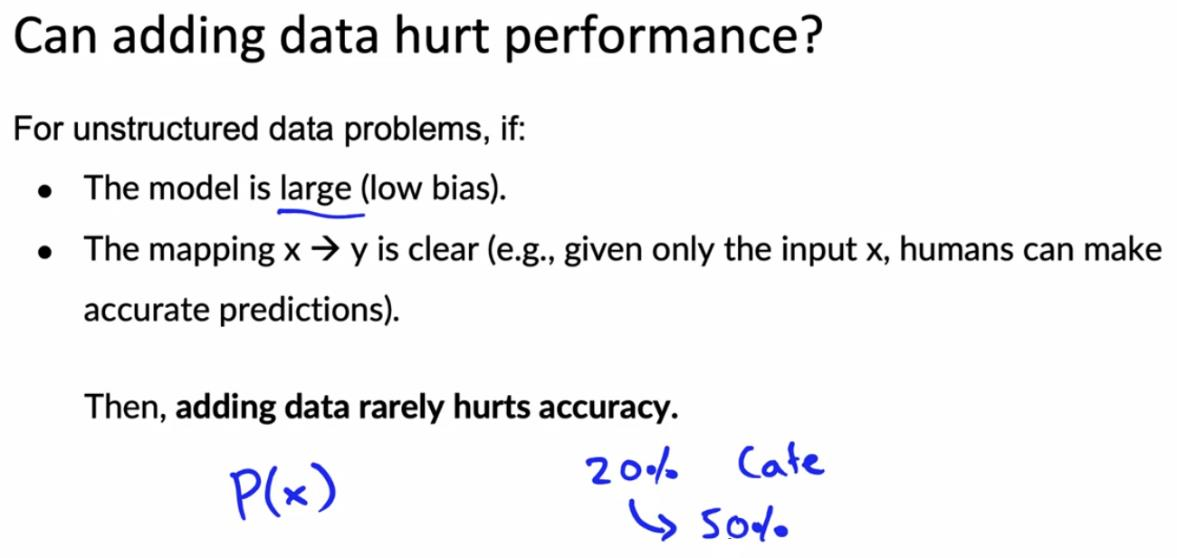 Can adding data hurt performance?
For unstructured data problems, if:
• The model is large (low bias).
• The mapping x → y is clear (e.g., given only the input x, humans can make
accurate predictions).
Then, adding data rarely hurts accuracy.
P(x)
20% Cafe
↳ 50%